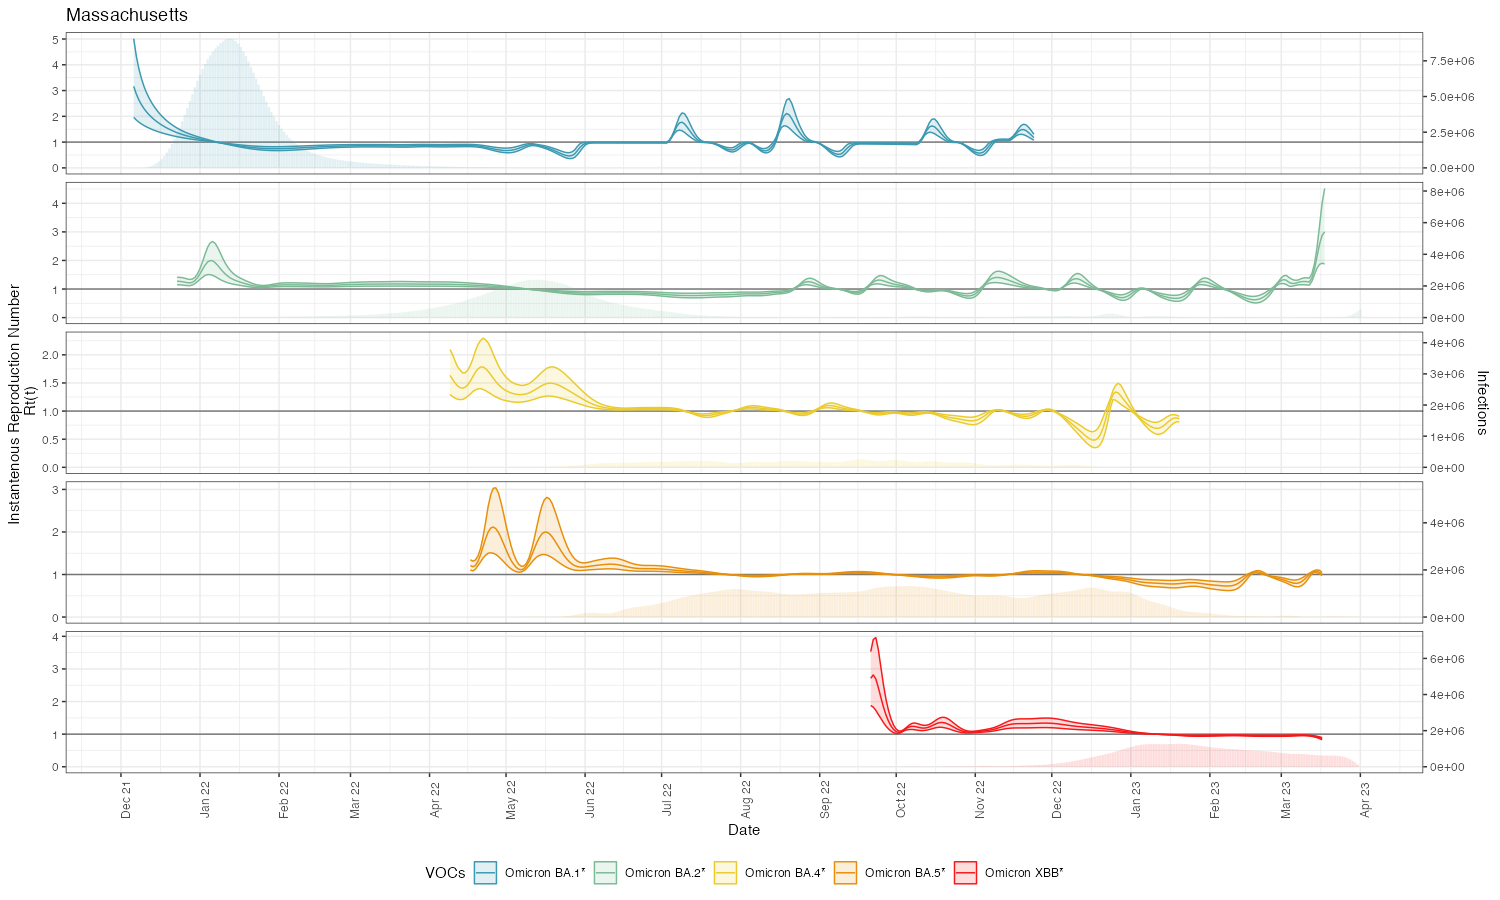 Massachusetts
5
4
3
2
1
0
7.5e+06
5.0e+06
2.5e+06
0.0e+00
4
3
2
1
0
8e+06
6e+06
4e+06
2e+06
0e+00
Instantenous Reproduction Number
Rt(t)
2.0
1.5
1.0
0.5
0.0
4e+06
3e+06
2e+06
1e+06
0e+00
Infections
3
2
1
0
4e+06
2e+06
0e+00
4
3
2
1
0
6e+06
4e+06
2e+06
0e+00
Dec 21
Jan 22
Feb 22
Mar 22
Apr 22
May 22
Jun 22
Jul 22
Aug 22
Sep 22
Oct 22
Nov 22
Dec 22
Jan 23
Feb 23
Mar 23
Apr 23
Date
VOCs Omicron BA.1* Omicron BA.2* Omicron BA.4* Omicron BA.5* Omicron XBB*